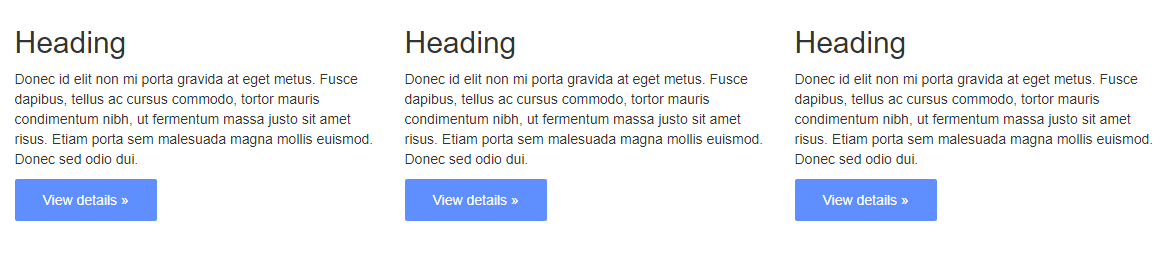 Heading
Donec id elit non mi porta gravida at eget metus. Fusce
dapibus, tellus ac cursus commodo, tortor mauris
condimentum nibh, ut fermentum massa justo sit amet
risus. Etiam porta sem malesuada magna mollis euismod.
Donec sed odio dui.
View details »
Heading
Donec id elit non mi porta gravida at eget metus. Fusce
dapibus, tellus ac cursus commodo, tortor mauris
condimentum nibh, ut fermentum massa justo sit amet
risus. Etiam porta sem malesuada magna mollis euismod.
Donec sed odio dui.
View details »
Heading
Donec id elit non mi porta gravida at eget metus. Fusce
dapibus, tellus ac cursus commodo, tortor mauris
condimentum nibh, ut fermentum massa justo sit amet
risus. Etiam porta sem malesuada magna mollis euismod.
Donec sed odio dui.
View details »